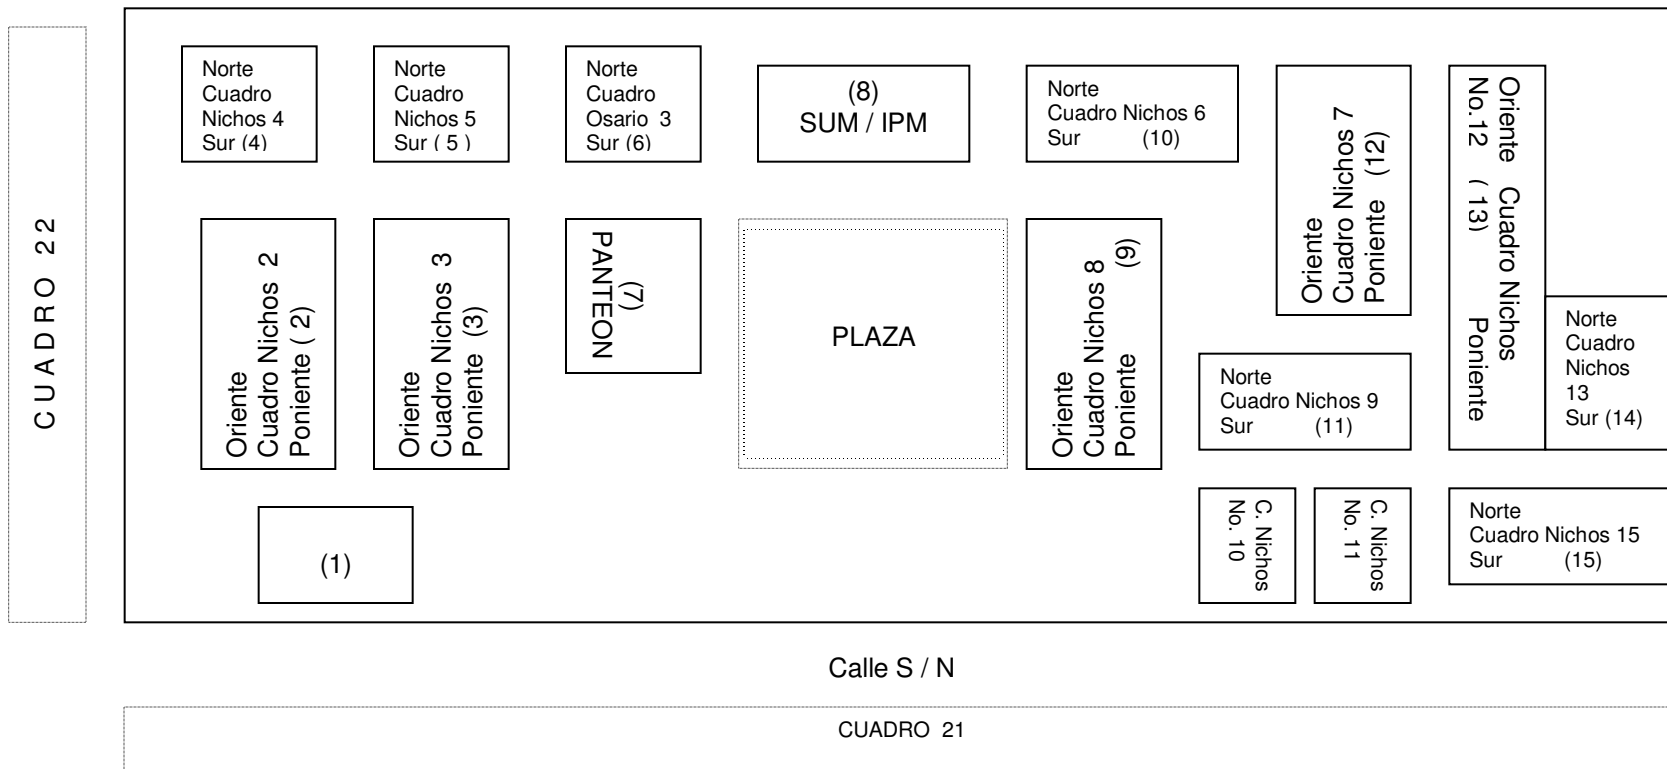 CUADRO 22
Norte
Cuadro
Nichos 4
Sur (4)
Norte
Cuadro
Nichos 5
Sur ( 5 )
Norte
Cuadro
Osario 3
Sur (6)
(8)
SUM / IPM
Norte
Cuadro Nichos 6
Sur (10)
Oriente
Cuadro Nichos 7
Poniente (12)
Oriente Cuadro Nichos
No.12 ( 13) Poniente
Oriente
Cuadro Nichos 2
Poniente ( 2)
Oriente
Cuadro Nichos 3
Poniente (3)
(7)
PANTEON
PLAZA
Oriente
Cuadro Nichos 8
Poniente (9)
Norte
Cuadro
Nichos
13
Sur (14)
Norte
Cuadro Nichos 9
Sur (11)
(1)
C. Nichos
No. 10
C. Nichos
No. 11
Norte
Cuadro Nichos 15
Sur (15)
Calle S / N
CUADRO 21